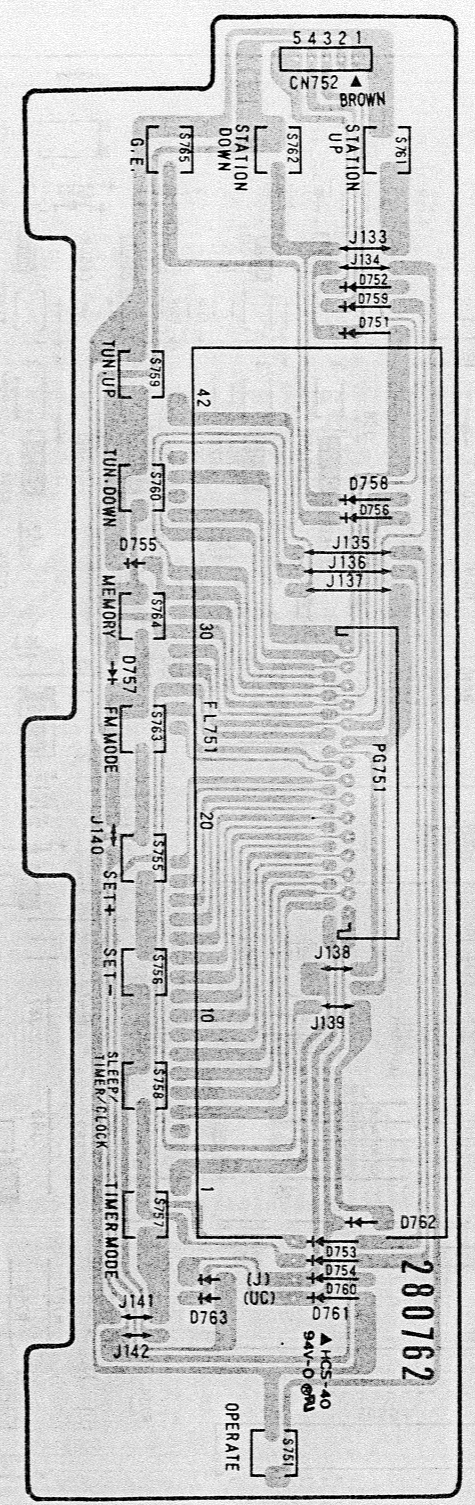 5 4 3 2 1
CN752 ▲
BROWN
G.E.
S765
STATION
DOWN
S762
STATION
UP
S761
J133
J134
D752
D759
D751
TUN. UP
S759
42
TUN. DOWN
S760
D758
D756
D755
J135
J136
J137
MEMORY
S764
30
D757
FM MODE
S763
FL751
PG751
20
J140
SET+
S755
SET-
S756
J138
10
J139
SLEEP/
TIMER/CLOCK
S758
TIMER MODE
S757
1
D762
D753
D754
(J)
D760
(UC)
D761
D763
J141
J142
280762
▲ HC5-40
94V-0
OPERATE
S751